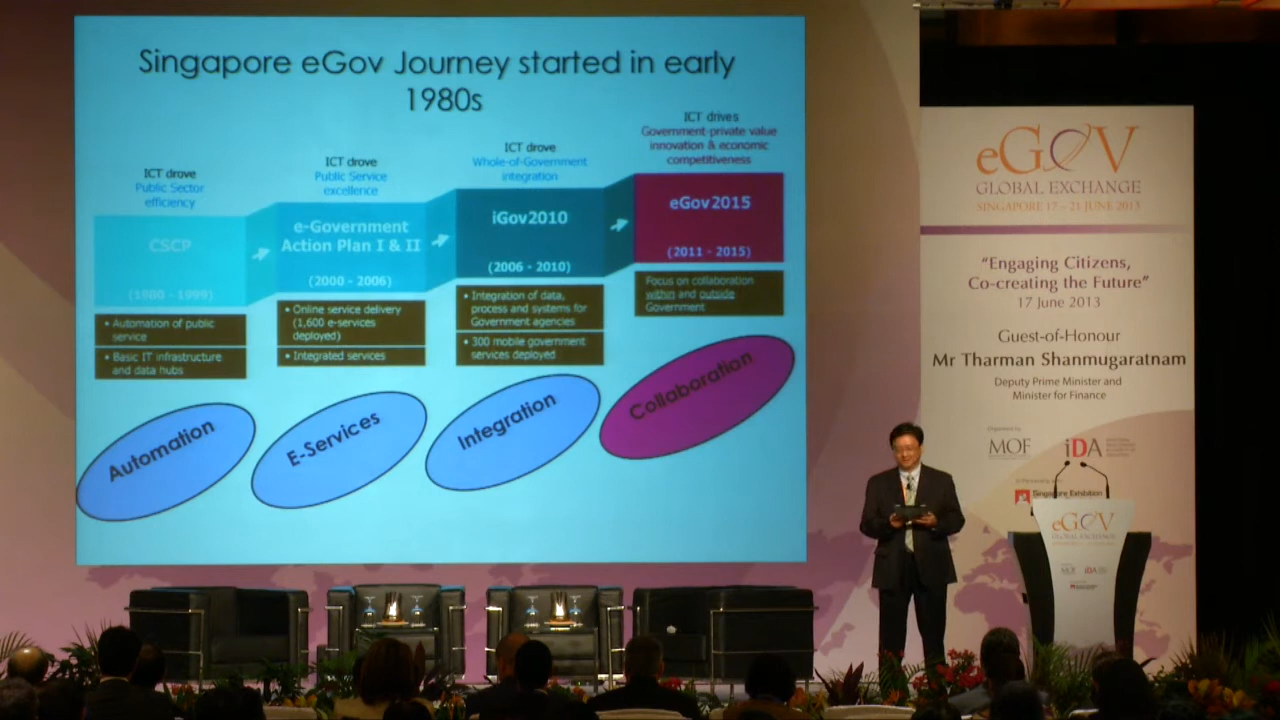 Singapore eGov Journey started in early
1980s
ICT drove
Public Sector
efficiency
CSCP
(1980 - 1999)
• Automation of public
service
• Basic IT infrastructure
and data hubs
Automation
ICT drove
Public Service
excellence
e-Government
Action Plan I & II
(2000 - 2006)
• Online service delivery
(1,600 e-services
deployed)
• Integrated services
E-Services
ICT drove
Whole-of-Government
integration
iGov2010
(2006 - 2010)
• Integration of data,
process and systems for
Government agencies
• 300 mobile government
services deployed
Integration
ICT drives
Government-private value
innovation & economic
competitiveness
eGov2015
(2011 - 2015)
Focus on collaboration
within and outside
Government
Collaboration
eGOV
GLOBAL EXCHANGE
SINGAPORE 17 – 21 JUNE 2013
“Engaging Citizens,
Co-creating the Future”
17 June 2013
Guest-of-Honour
Mr Tharman Shanmugaratnam
Deputy Prime Minister and
Minister for Finance
Organised by
MOF iDA
Singapore Exhibition
eGOV
GLOBAL EXCHANGE
MOF iDA